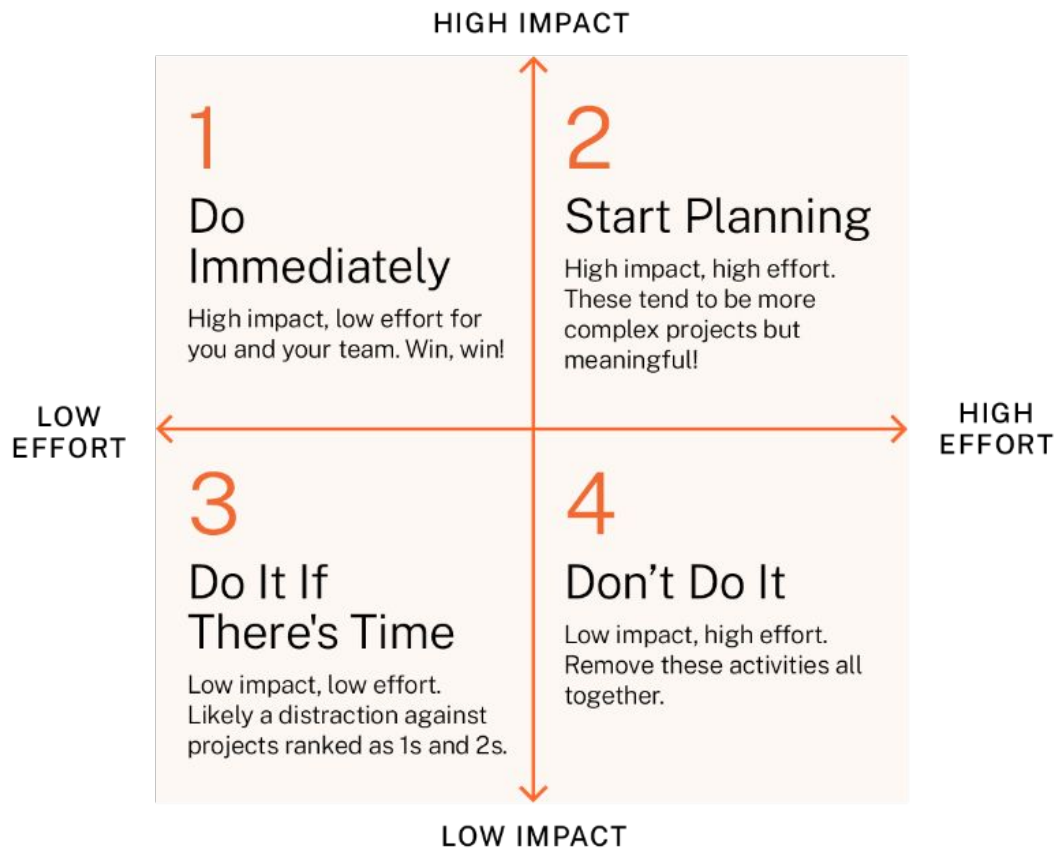 HIGH IMPACT
1
Do
Immediately
High impact, low effort for
you and your team. Win, win!
2
Start Planning
High impact, high effort.
These tend to be more
complex projects but
meaningful!
LOW
EFFORT
HIGH
EFFORT
3
Do It If
There's Time
Low impact, low effort.
Likely a distraction against
projects ranked as 1s and 2s.
4
Don’t Do It
Low impact, high effort.
Remove these activities all
together.
LOW IMPACT